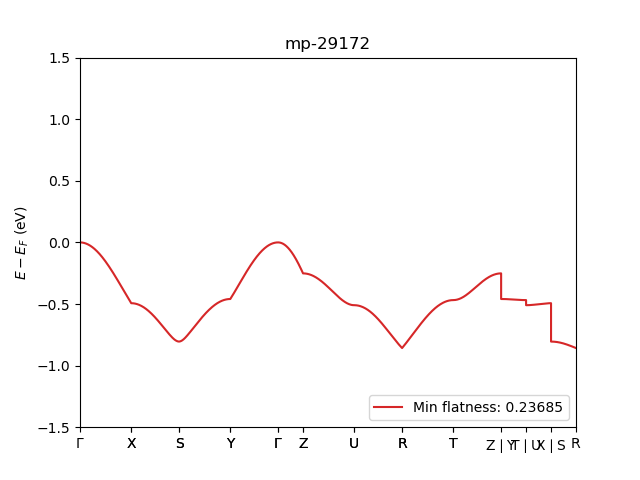 mp-29172
1.5
1.0
0.5
0.0
−0.5
−1.0
−1.5
E − E_F (eV)
Min flatness: 0.23685
Γ X S Y Γ Z U R T Z | Y T | U X | S R